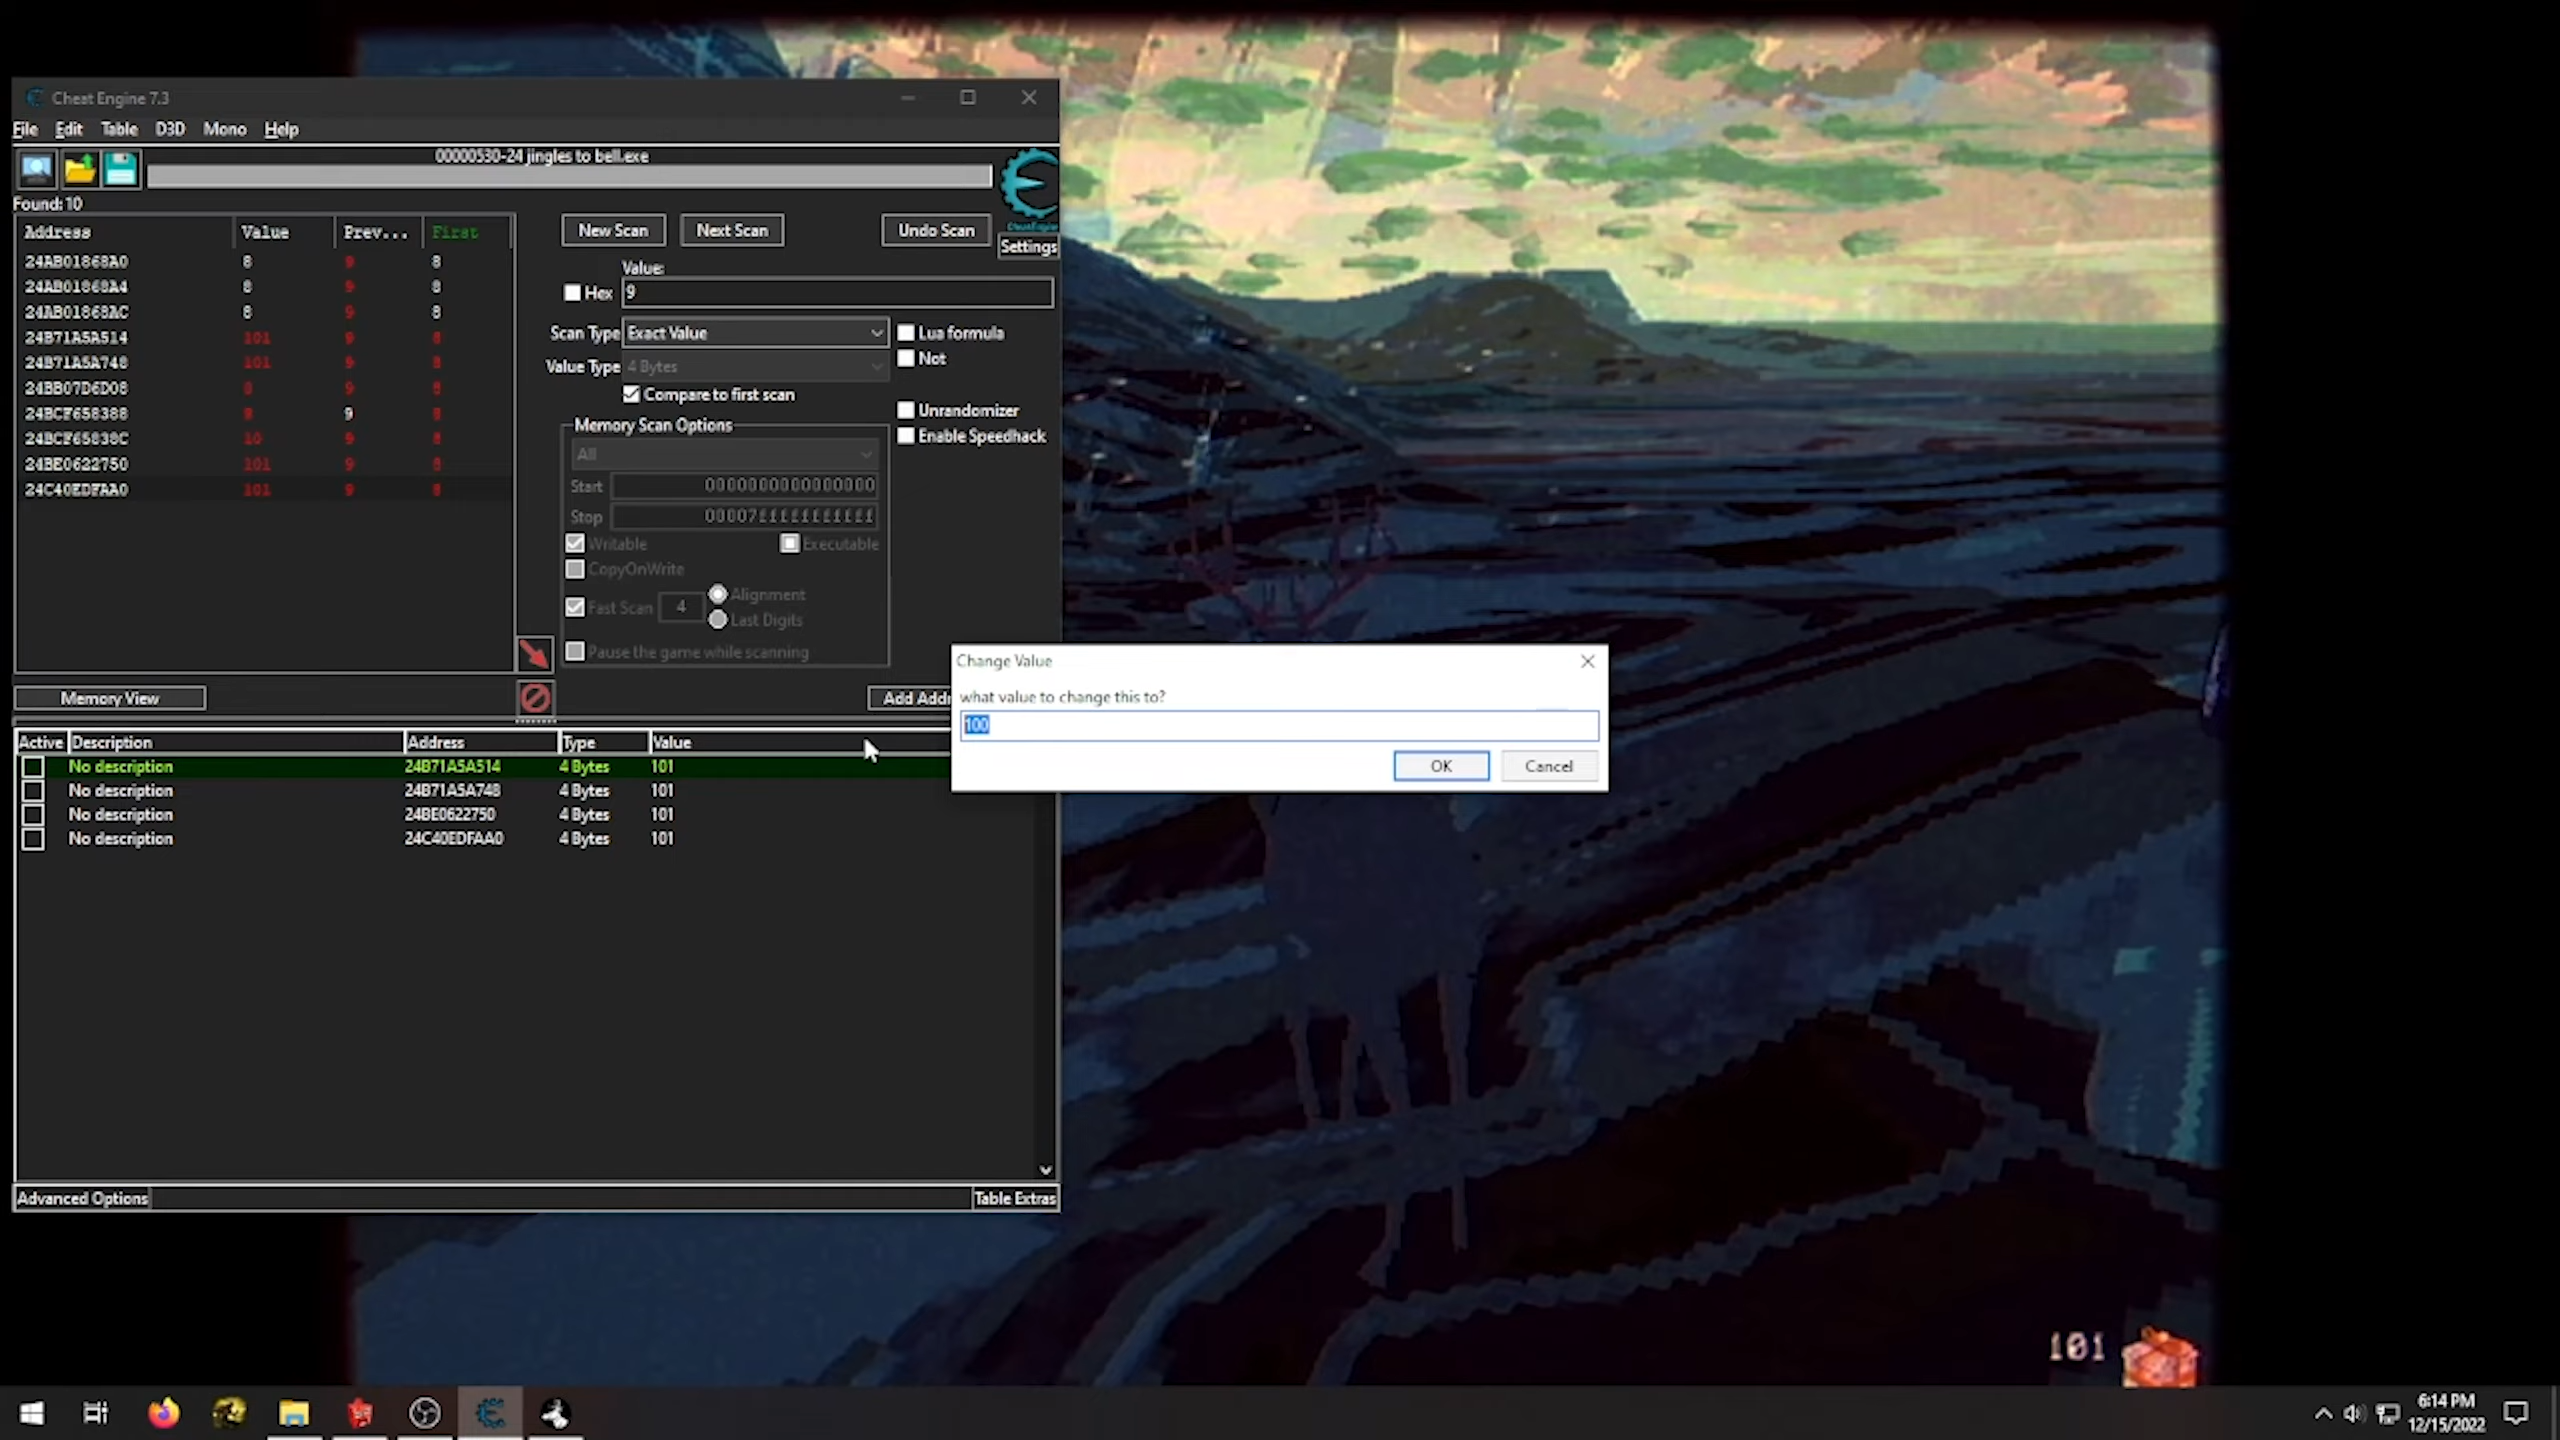 Cheat Engine 7.3
File Edit Table D3D Mono Help
00000530-24 jingles to bell.exe
Found: 10
Address Value Prev... First
24AB01868A0 8 9 8
24AB01868A4 8 9 8
24AB01868AC 8 9 8
24B71A5A514 101 9 8
24B71A5A748 101 9 8
24BB07D6D08 9 8
24BCF658388 9 9 8
24BCF65838C 10 9 8
24BE0622750 101 9 8
24C40EDFAA0 101 9 8
New Scan Next Scan Undo Scan
Cheat Engine
Settings
Value:
Hex 9
Scan Type Exact Value
Lua formula
Not
Value Type 4 Bytes
Compare to first scan
Unrandomizer
Enable Speedhack
Memory Scan Options
All
Start 0000000000000000
Stop 00007fffffffffff
Writable Executable
CopyOnWrite
Fast Scan 4 Alignment
Last Digits
Pause the game while scanning
Memory View
Add Addr
Change Value
what value to change this to?
100
OK Cancel
Active Description Address Type Value
No description 24B71A5A514 4 Bytes 101
No description 24B71A5A748 4 Bytes 101
No description 24BE0622750 4 Bytes 101
No description 24C40EDFAA0 4 Bytes 101
Advanced Options Table Extras
101
6:14 PM
12/15/2022